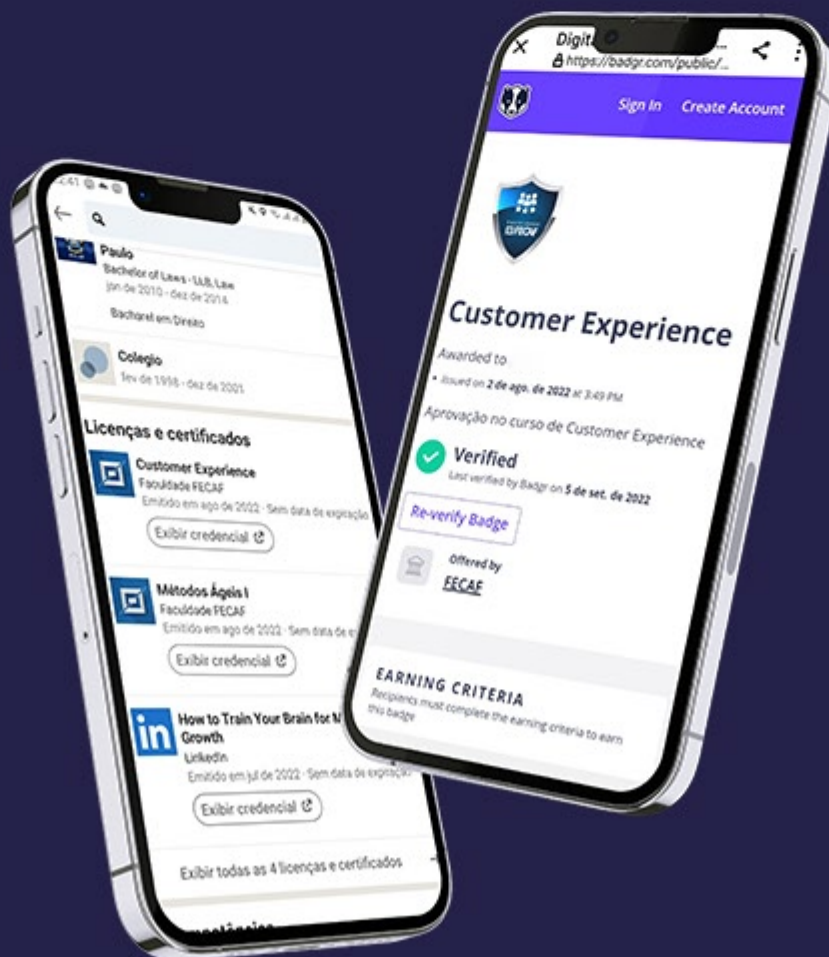 Paulo
Bachelor of Laws - LLB, Law
jan de 2010 - dez de 2014
Bacharel em Direito
Colegio
fev de 1998 - dez de 2001
Licenças e certificados
Customer Experience
Faculdade FECAF
Emitido em ago de 2022 · Sem data de expiração
Exibir credencial
Métodos Ágeis I
Faculdade FECAF
Emitido em ago de 2022 · Sem data de e
Exibir credencial
in
How to Train Your Brain for M
Growth
LinkedIn
Emitido em jul de 2022 · Sem data de expiração
Exibir credencial
Exibir todas as 4 licenças e certificados
Digit
...
https://badgr.com/public/...
Sign In Create Account
Customer Experience
Awarded to
• Issued on 2 de ago. de 2022 at 3:49 PM
Aprovação no curso de Customer Experience
Verified
Last verified by Badgr on 5 de set. de 2022
Re-verify Badge
Offered by
FECAF
EARNING CRITERIA
Recipients must complete the earning criteria to earn
this badge